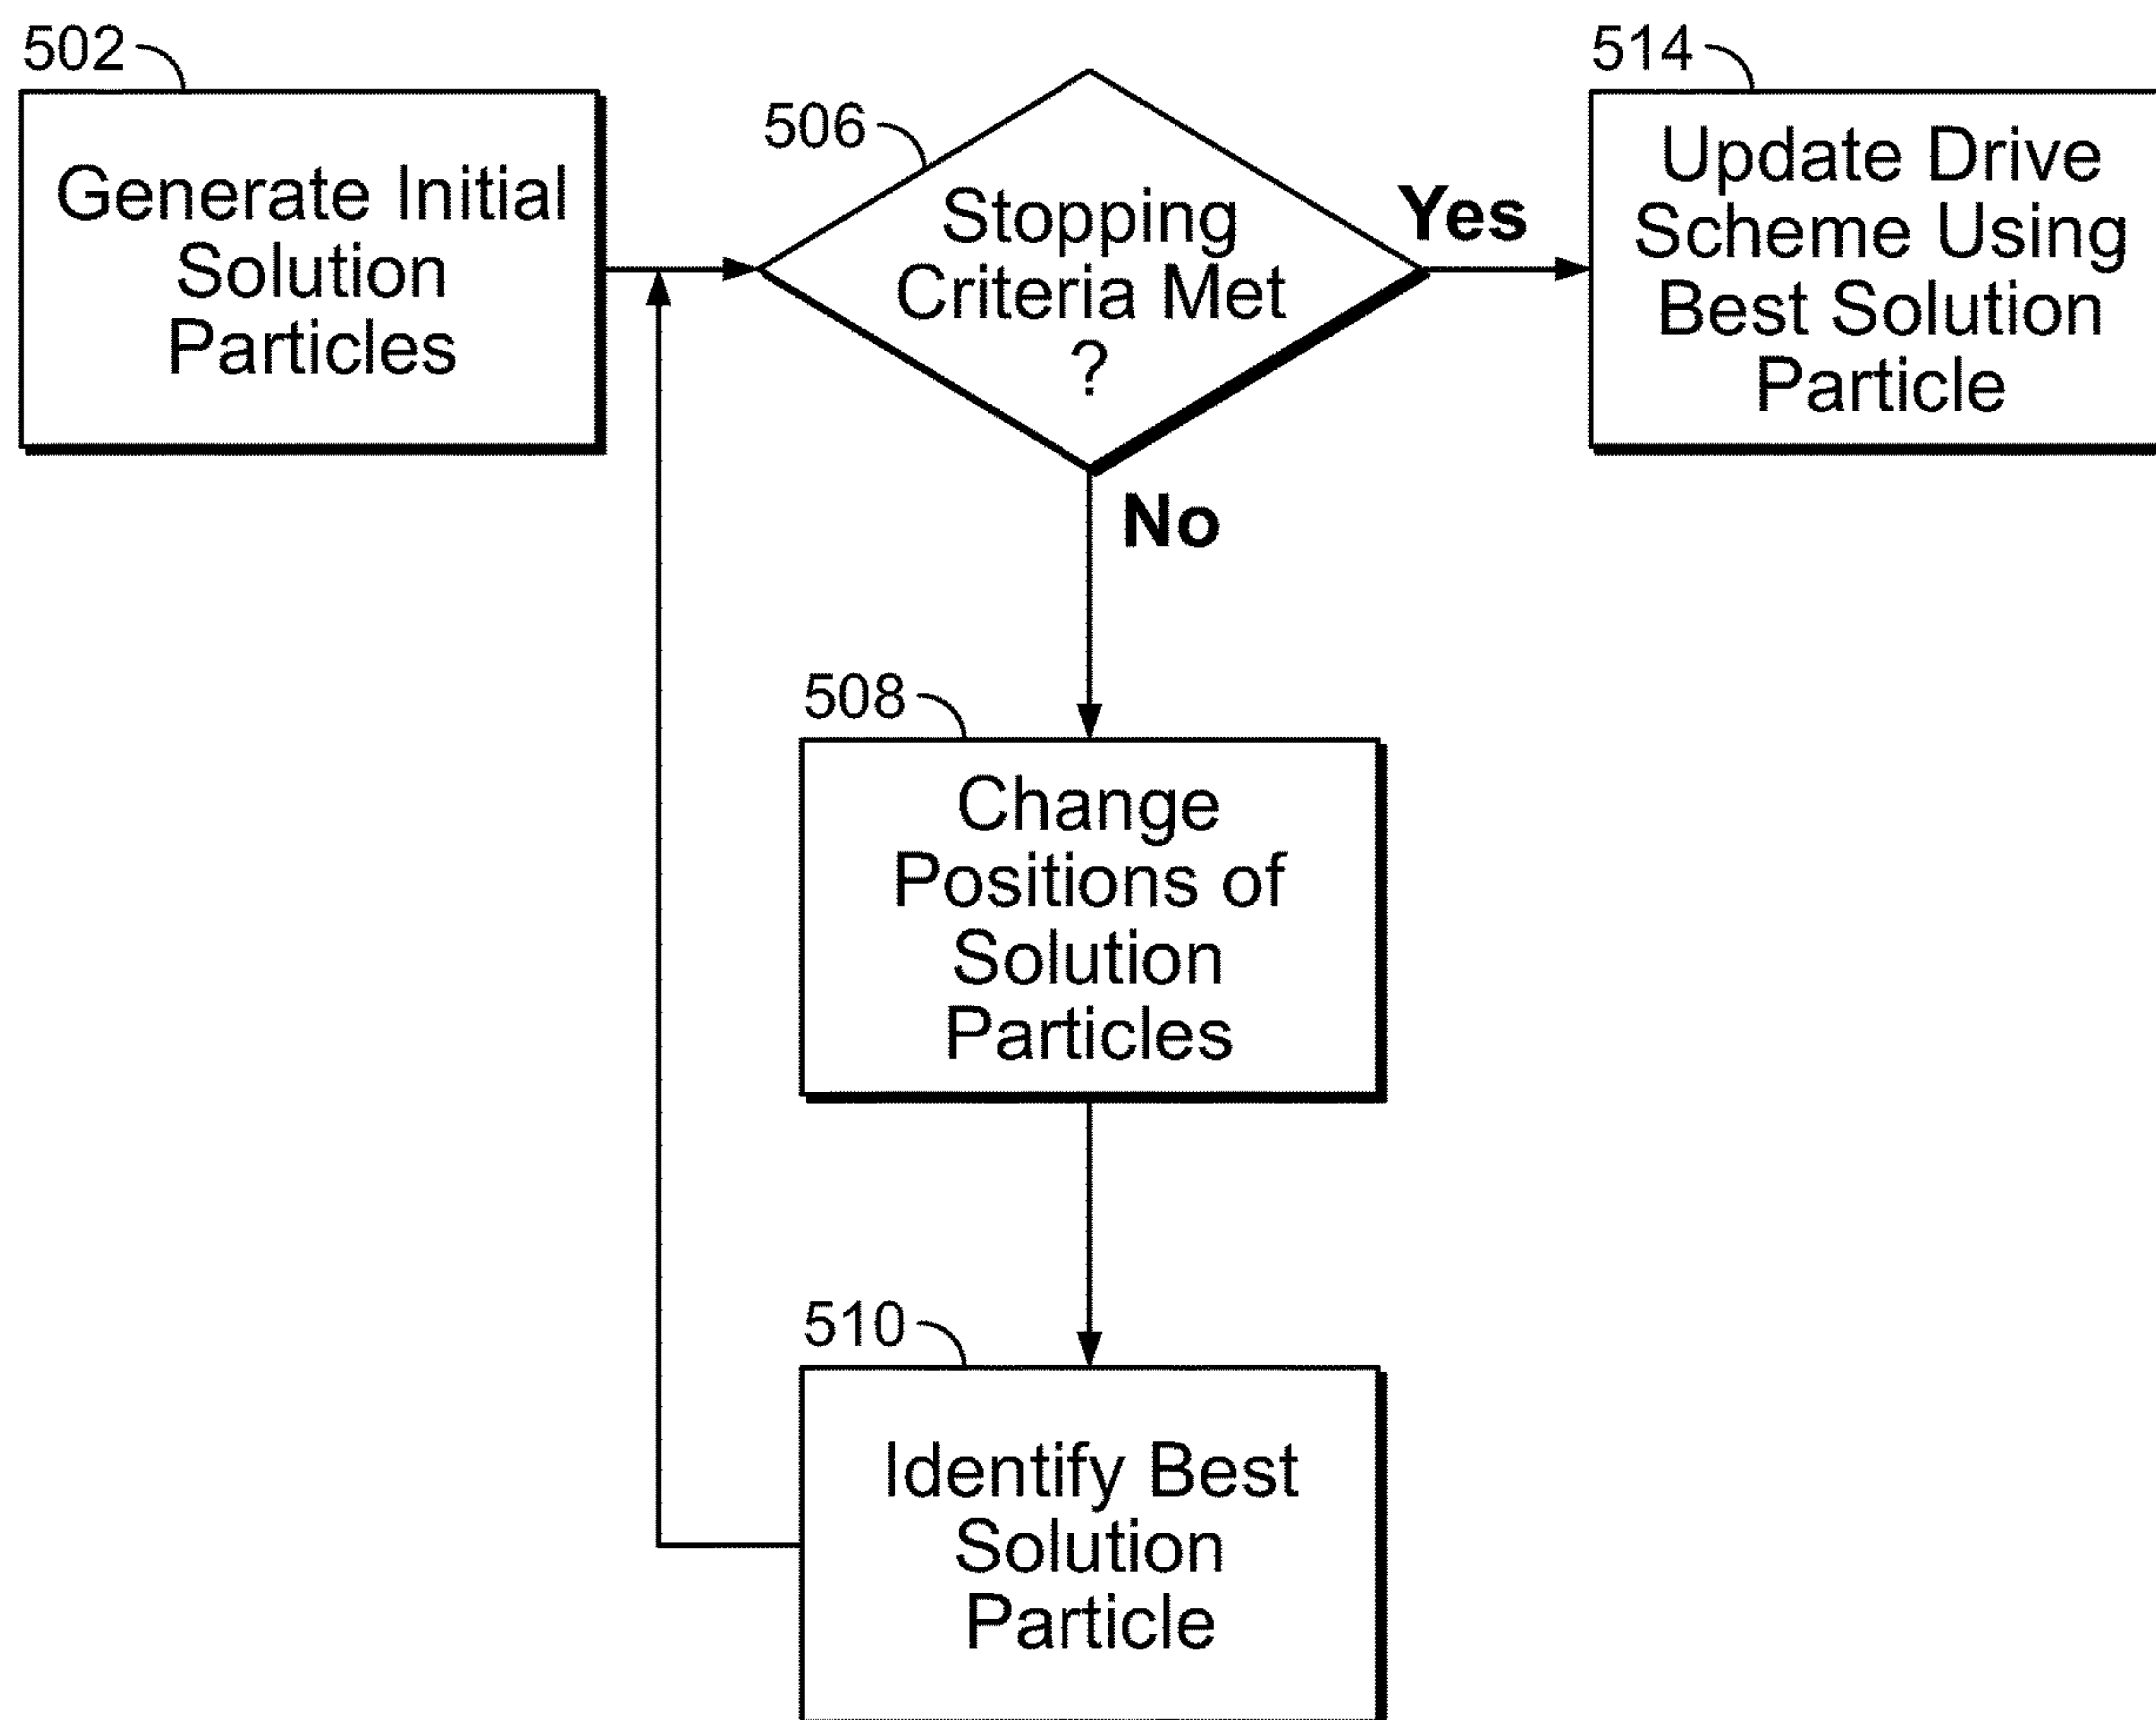 502
Generate Initial
Solution
Particles
506
Stopping
Criteria Met
?
Yes
514
Update Drive
Scheme Using
Best Solution
Particle
No
508
Change
Positions of
Solution
Particles
510
Identify Best
Solution
Particle